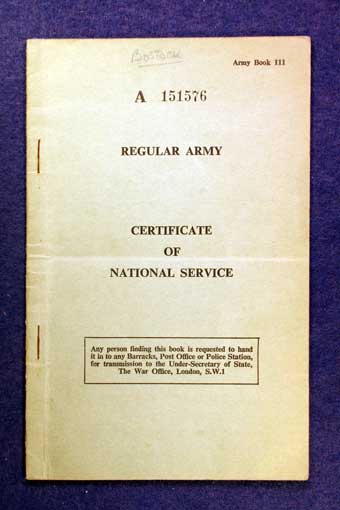 BOSTOCK
Army Book III
A 151576
REGULAR ARMY
CERTIFICATE
OF
NATIONAL SERVICE
Any person finding this book is requested to hand
it in to any Barracks, Post Office or Police Station,
for transmission to the Under-Secretary of State,
The War Office, London, S.W.1